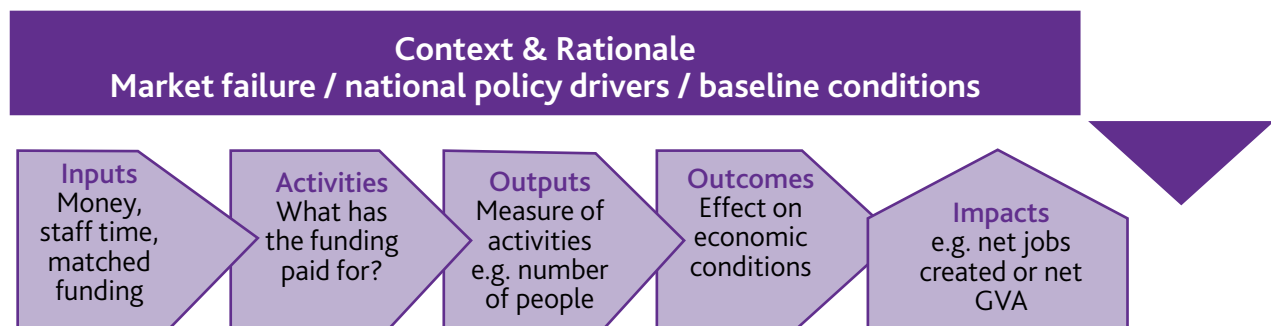 Context & Rationale
Market failure / national policy drivers / baseline conditions
Inputs
Money,
staff time,
matched
funding
Activities
What has
the funding
paid for?
Outputs
Measure of
activities
e.g. number
of people
Outcomes
Effect on
economic
conditions
Impacts
e.g. net jobs
created or net
GVA